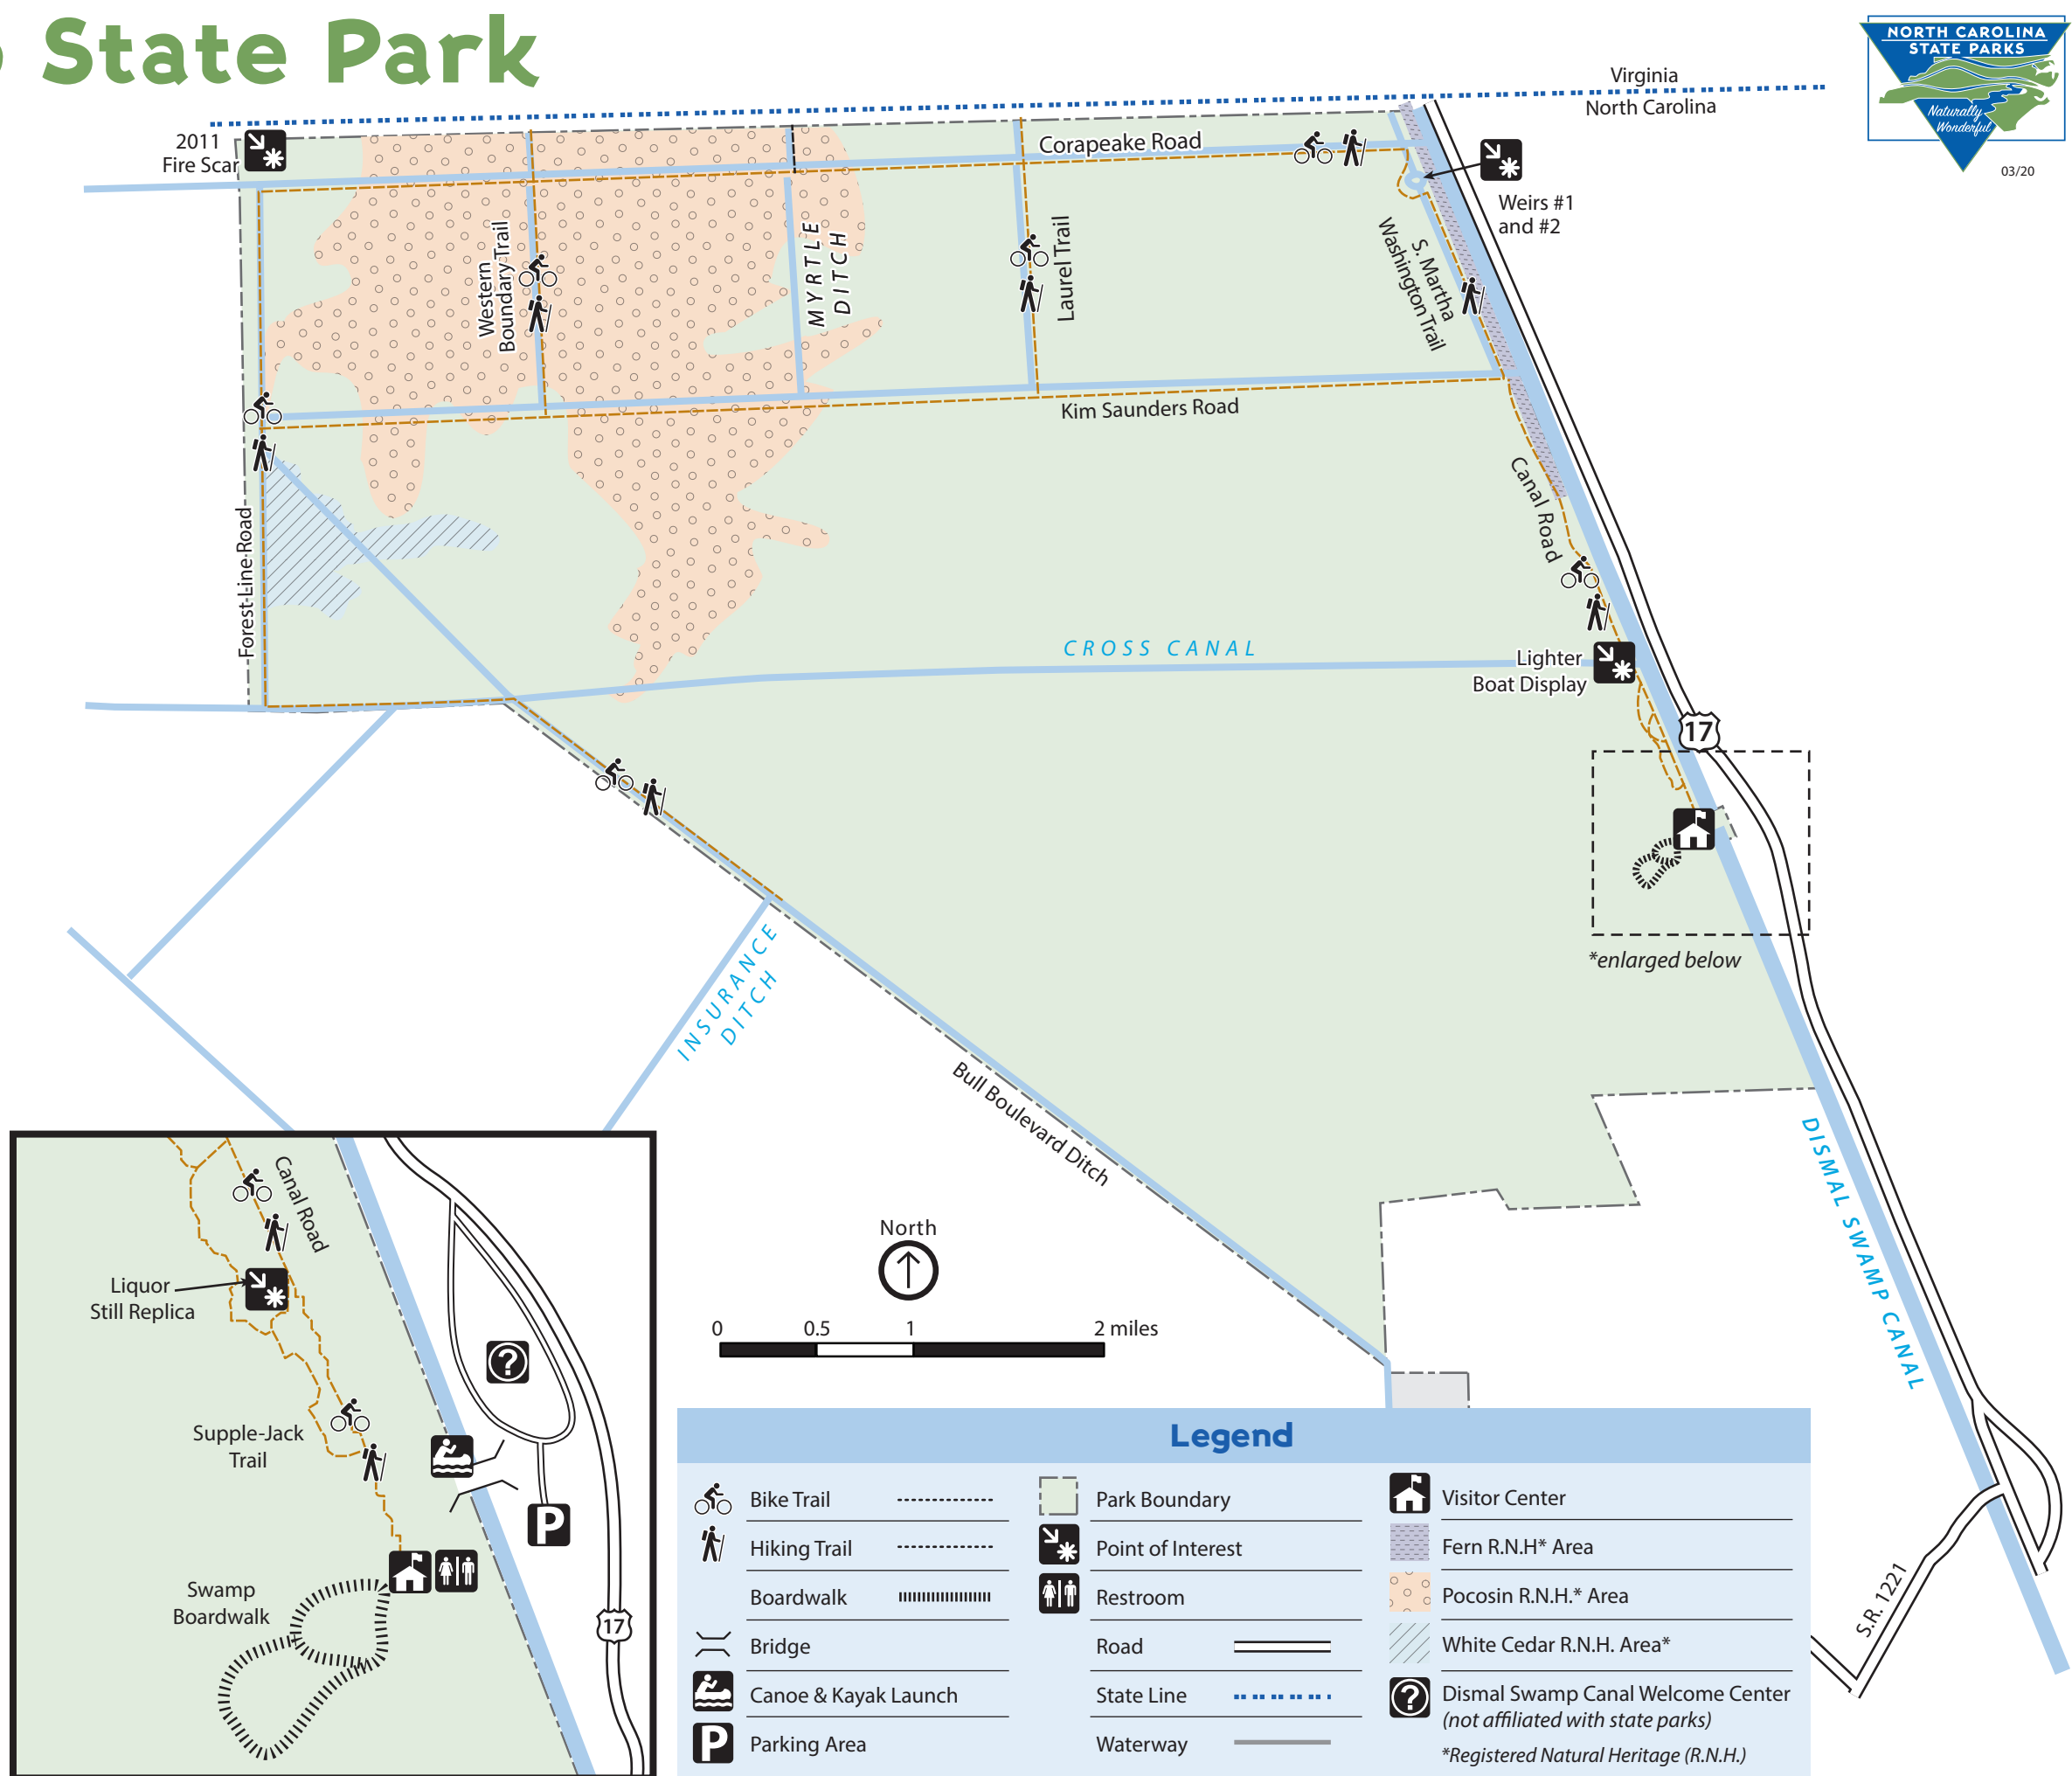 State Park
NORTH CAROLINA
STATE PARKS
Naturally
Wonderful
03/20
Virginia
North Carolina
2011
Fire Scar
Corapeake Road
Weirs #1
and #2
Western
Boundary Trail
MYRTLE
DITCH
Laurel Trail
S. Martha
Washington Trail
Kim Saunders Road
Canal Road
Forest Line Road
CROSS CANAL
Lighter
Boat Display
17
*enlarged below
INSURANCE
DITCH
Bull Boulevard Ditch
DISMAL SWAMP CANAL
S.R. 1221
North
0 0.5 1 2 miles
Canal Road
Liquor
Still Replica
Supple-Jack
Trail
Swamp
Boardwalk
?
P
17
Legend
Bike Trail
Hiking Trail
Boardwalk
Bridge
Canoe & Kayak Launch
P Parking Area
Park Boundary
Point of Interest
Restroom
Road
State Line
Waterway
Visitor Center
Fern R.N.H* Area
Pocosin R.N.H.* Area
White Cedar R.N.H. Area*
? Dismal Swamp Canal Welcome Center
(not affiliated with state parks)
*Registered Natural Heritage (R.N.H.)